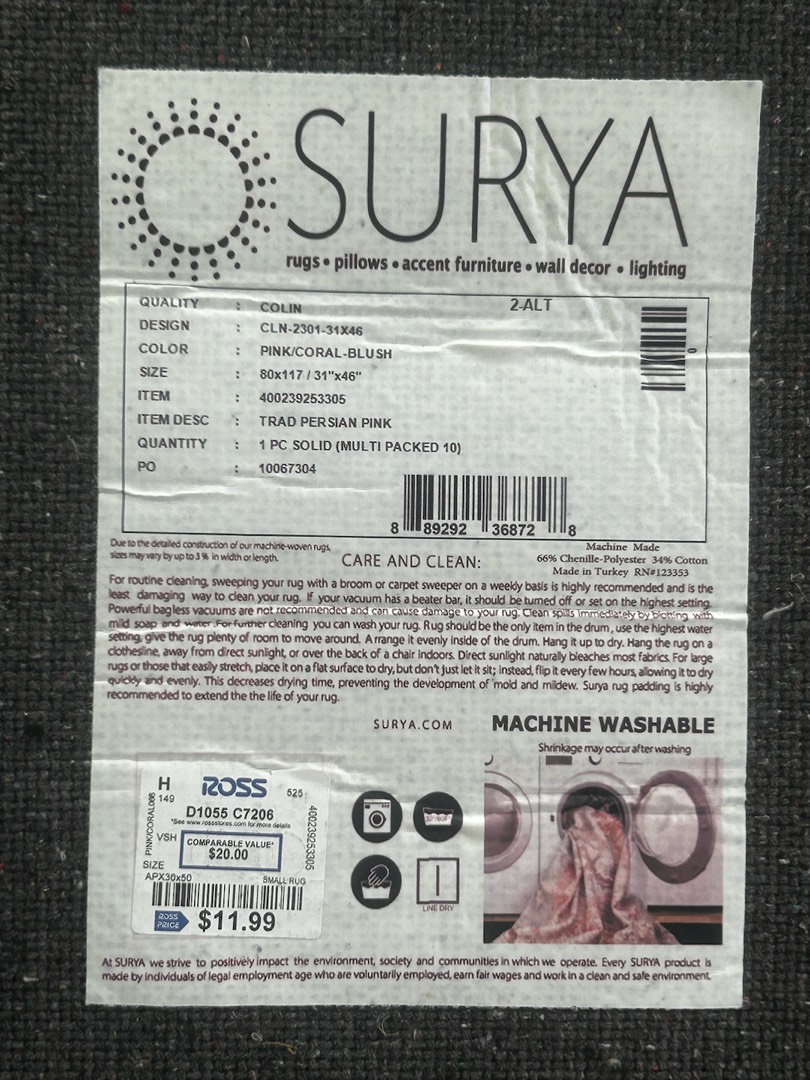 SURYA
rugs • pillows • accent furniture • wall decor • lighting
QUALITY : COLIN 2-ALT
DESIGN : CLN-2301-31X46
COLOR : PINK/CORAL-BLUSH
SIZE : 80x117 / 31"x46"
ITEM : 400239253305
ITEM DESC : TRAD PERSIAN PINK
QUANTITY : 1 PC SOLID (MULTI PACKED 10)
PO : 10067304
0
8 89292 36872 8
Due to the detailed construction of our machine-woven rugs,
sizes may vary by up to 3 % in width or length.
CARE AND CLEAN:
Machine Made
66% Chenille-Polyester 34% Cotton
Made in Turkey RN#123353
For routine cleaning, sweeping your rug with a broom or carpet sweeper on a weekly basis is highly recommended and is the
least damaging way to clean your rug. If your vacuum has a beater bar, it should be turned off or set on the highest setting.
Powerful bagless vacuums are not recommended and can cause damage to your rug. Clean spills immediately by blotting with
mild soap and water. For further cleaning you can wash your rug. Rug should be the only item in the drum, use the highest water
setting, give the rug plenty of room to move around. Arrange it evenly inside of the drum. Hang it up to dry. Hang the rug on a
clothesline, away from direct sunlight, or over the back of a chair indoors. Direct sunlight naturally bleaches most fabrics. For large
rugs or those that easily stretch, place it on a flat surface to dry, but don't just let it sit; instead, flip it every few hours, allowing it to dry
quickly and evenly. This decreases drying time, preventing the development of mold and mildew. Surya rug padding is highly
recommended to extend the the life of your rug.
SURYA.COM
MACHINE WASHABLE
Shrinkage may occur after washing
H ROSS 525
149
D1055 C7206
*See www.rossstores.com for more details
PINK/CORAL086
VSH
COMPARABLE VALUE*
$20.00
400239253305
SIZE
APX30x50 SMALL RUG
ROSS PRICE $11.99
LINE DRY
At SURYA we strive to positively impact the environment, society and communities in which we operate. Every SURYA product is
made by individuals of legal employment age who are voluntarily employed, earn fair wages and work in a clean and safe environment.